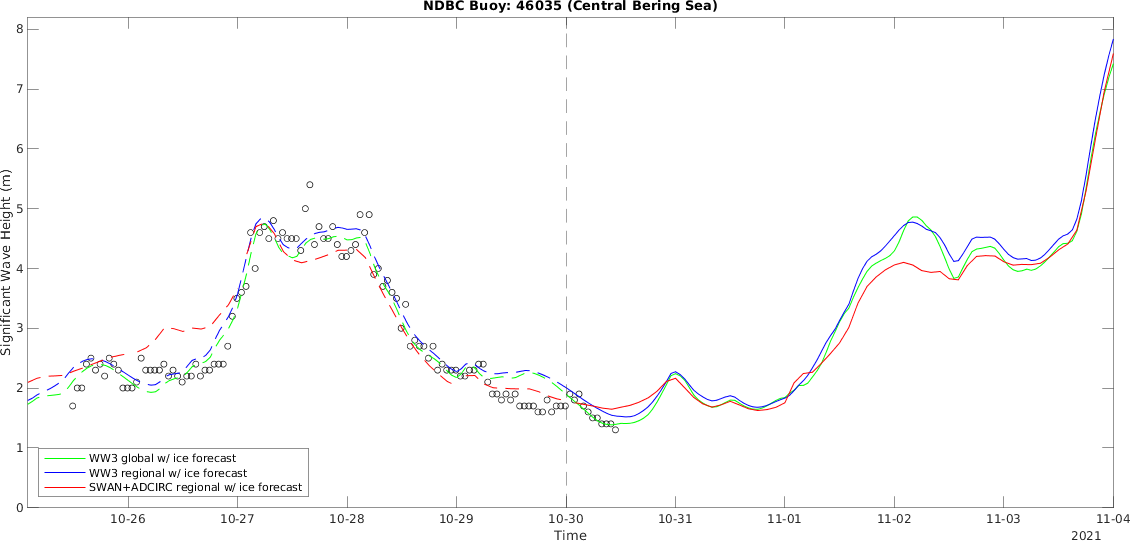 NDBC Buoy: 46035 (Central Bering Sea)
8
7
6
5
4
3
2
1
0
Significant Wave Height (m)
WW3 global w/ ice forecast
WW3 regional w/ ice forecast
SWAN+ADCIRC regional w/ ice forecast
10-26 10-27 10-28 10-29 10-30 10-31 11-01 11-02 11-03 11-04
Time
2021